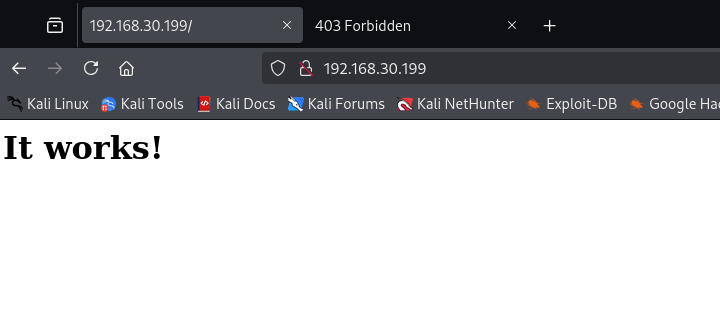 192.168.30.199/ 403 Forbidden
192.168.30.199
Kali Linux Kali Tools Kali Docs Kali Forums Kali NetHunter Exploit-DB Google Ha
It works!